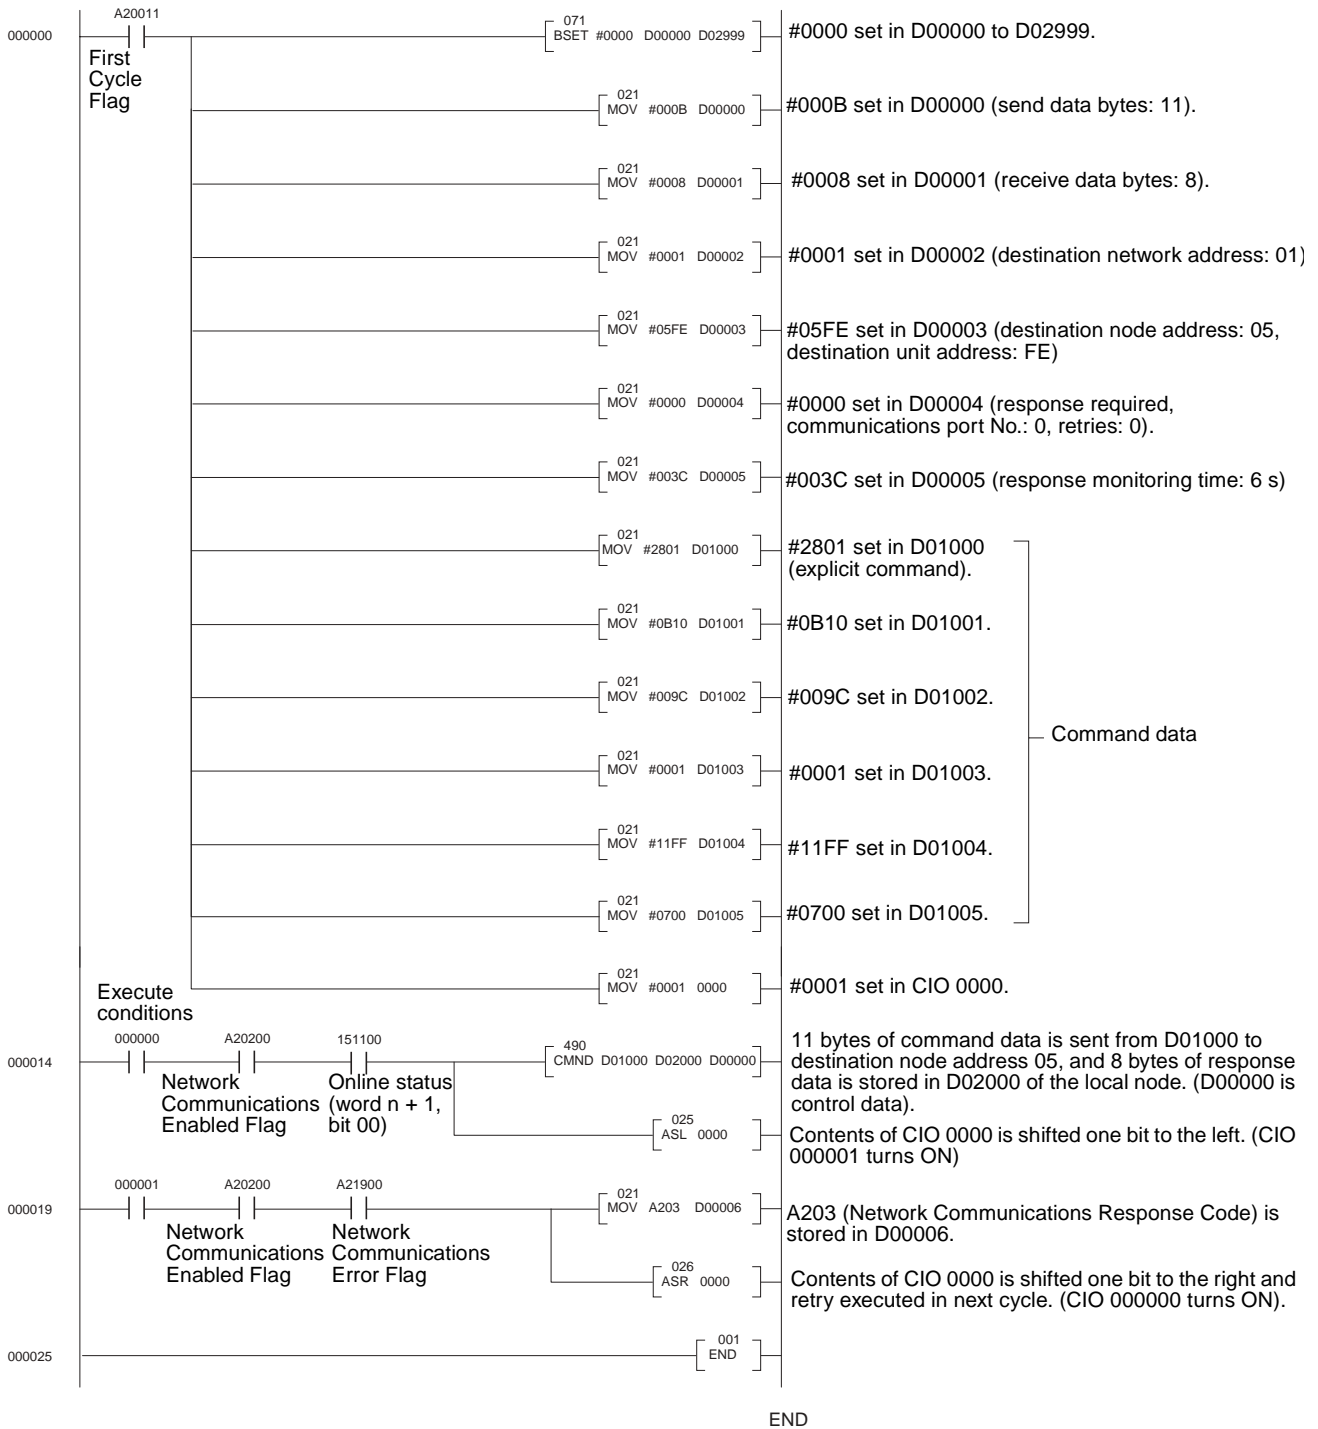 A20011
000000
First
Cycle
Flag
071
BSET #0000 D00000 D02999
#0000 set in D00000 to D02999.
021
MOV #000B D00000
#000B set in D00000 (send data bytes: 11).
021
MOV #0008 D00001
#0008 set in D00001 (receive data bytes: 8).
021
MOV #0001 D00002
#0001 set in D00002 (destination network address: 01)
021
MOV #05FE D00003
#05FE set in D00003 (destination node address: 05,
destination unit address: FE)
021
MOV #0000 D00004
#0000 set in D00004 (response required,
communications port No.: 0, retries: 0).
021
MOV #003C D00005
#003C set in D00005 (response monitoring time: 6 s)
021
MOV #2801 D01000
#2801 set in D01000
(explicit command).
021
MOV #0B10 D01001
#0B10 set in D01001.
021
MOV #009C D01002
#009C set in D01002.
Command data
021
MOV #0001 D01003
#0001 set in D01003.
021
MOV #11FF D01004
#11FF set in D01004.
021
MOV #0700 D01005
#0700 set in D01005.
021
MOV #0001 0000
#0001 set in CIO 0000.
Execute
conditions
000000 A20200 151100
000014
Network
Communications
Enabled Flag
Online status
(word n + 1,
bit 00)
490
CMND D01000 D02000 D00000
11 bytes of command data is sent from D01000 to
destination node address 05, and 8 bytes of response
data is stored in D02000 of the local node. (D00000 is
control data).
025
ASL 0000
Contents of CIO 0000 is shifted one bit to the left. (CIO
000001 turns ON)
000001 A20200 A21900
000019
Network
Communications
Enabled Flag
Network
Communications
Error Flag
021
MOV A203 D00006
A203 (Network Communications Response Code) is
stored in D00006.
026
ASR 0000
Contents of CIO 0000 is shifted one bit to the right and
retry executed in next cycle. (CIO 000000 turns ON).
000025
001
END
END